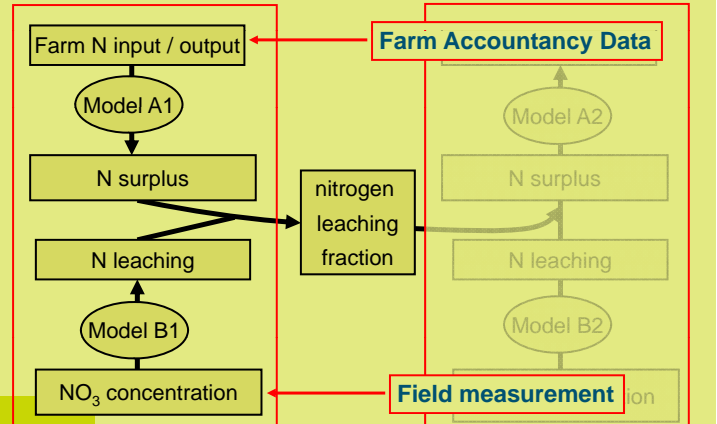 Farm N input / output
Farm Accountancy Data
Model A1
Model A2
N surplus
N surplus
nitrogen
leaching
fraction
N leaching
N leaching
Model B1
Model B2
NO3 concentration
Field measurement